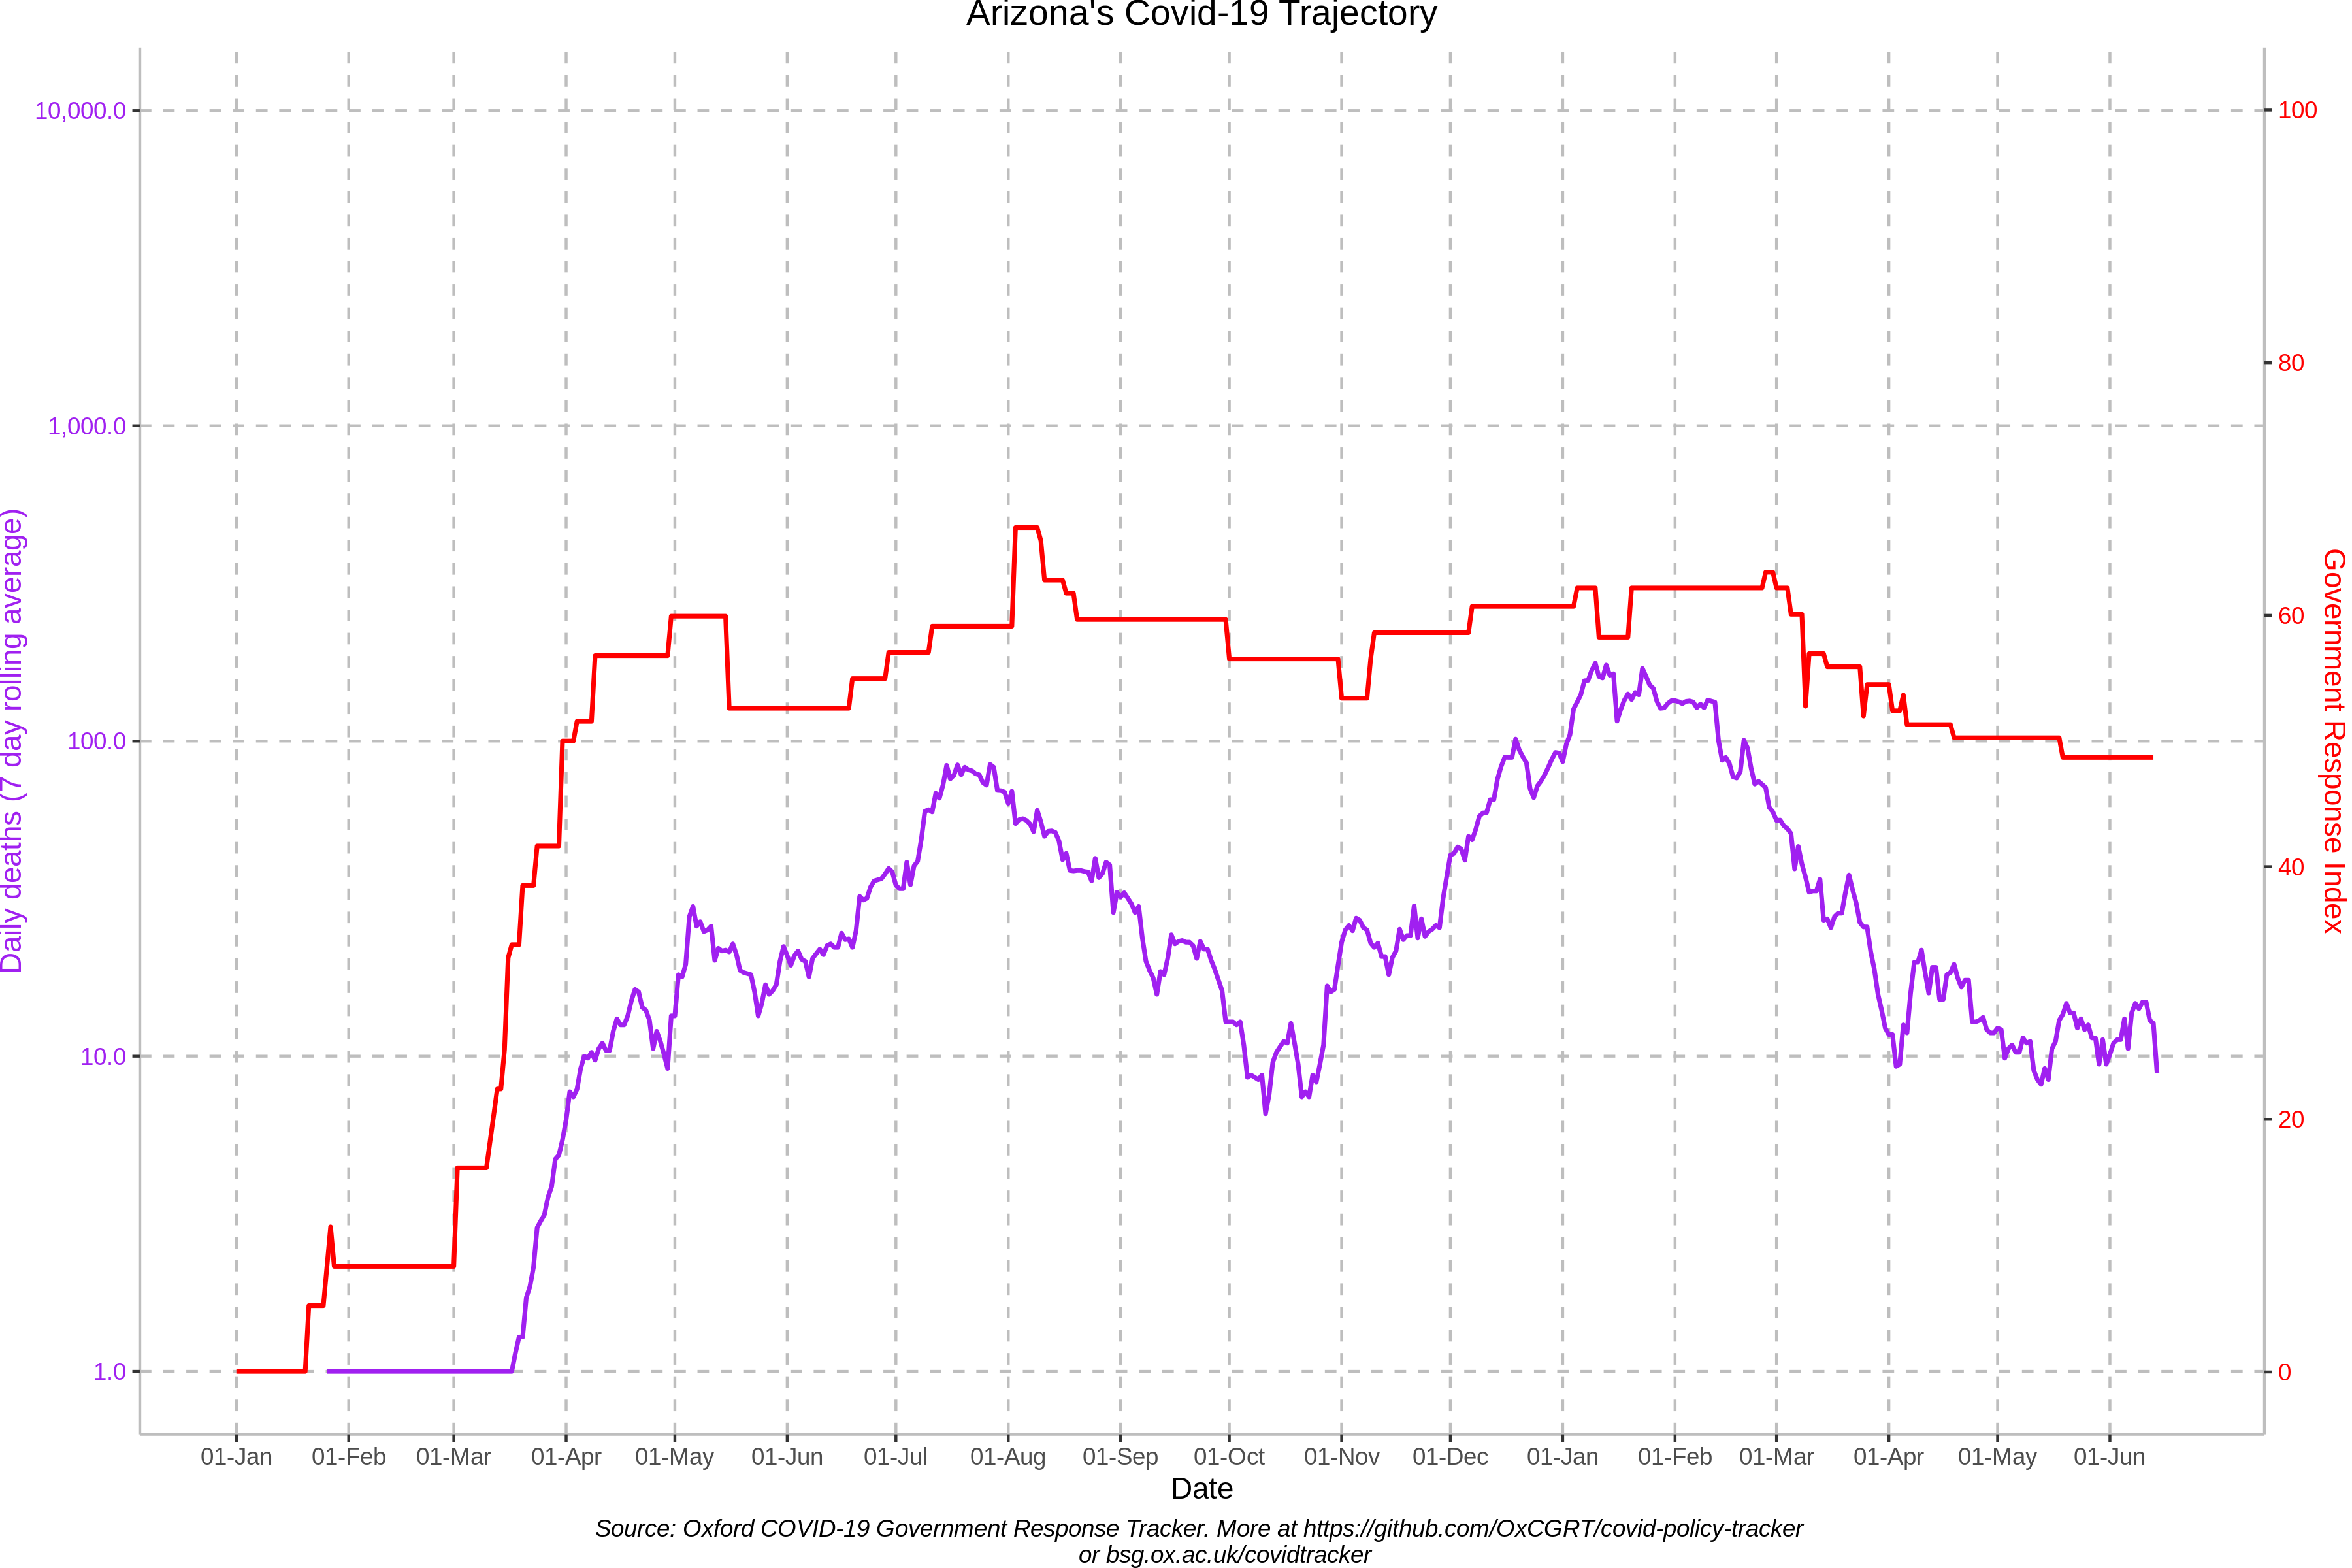 Arizona's Covid-19 Trajectory
10,000.0
1,000.0
100.0
10.0
1.0
Daily deaths (7 day rolling average)
100
80
60
40
20
0
Government Response Index
01-Jan 01-Feb 01-Mar 01-Apr 01-May 01-Jun 01-Jul 01-Aug 01-Sep 01-Oct 01-Nov 01-Dec 01-Jan 01-Feb 01-Mar 01-Apr 01-May 01-Jun
Date
Source: Oxford COVID-19 Government Response Tracker. More at https://github.com/OxCGRT/covid-policy-tracker
or bsg.ox.ac.uk/covidtracker